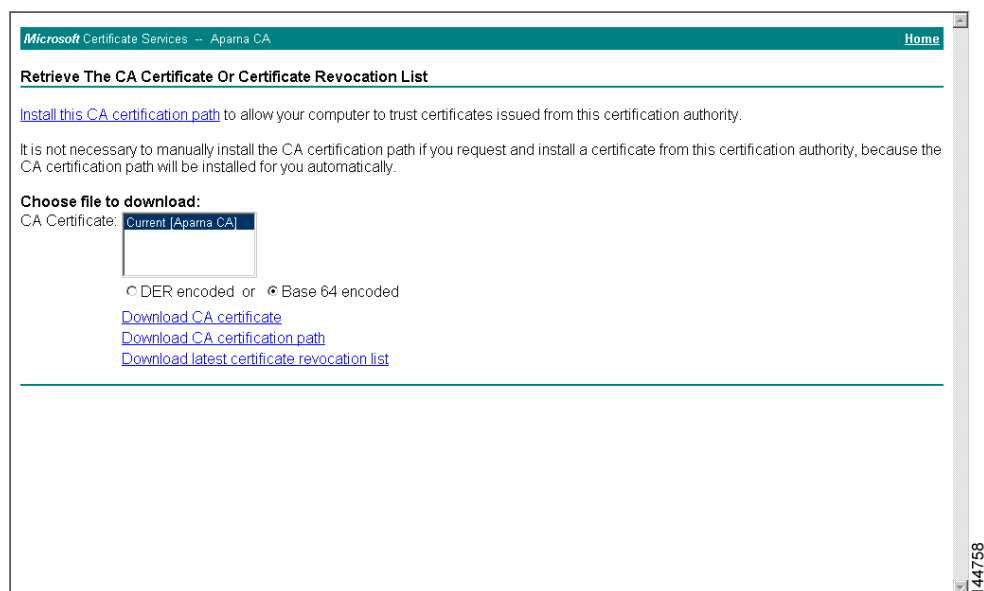 Microsoft Certificate Services -- Aparna CA Home
Retrieve The CA Certificate Or Certificate Revocation List
Install this CA certification path to allow your computer to trust certificates issued from this certification authority.
It is not necessary to manually install the CA certification path if you request and install a certificate from this certification authority, because the
CA certification path will be installed for you automatically.
Choose file to download:
CA Certificate: Current [Aparna CA]
DER encoded or Base 64 encoded
Download CA certificate
Download CA certification path
Download latest certificate revocation list
144758